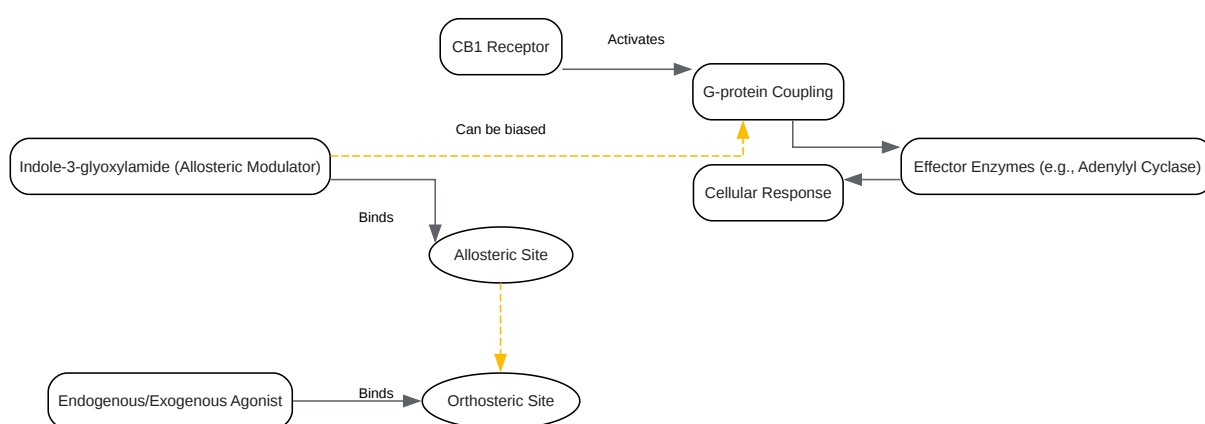 CB1 Receptor
Activates
G-protein Coupling
Can be biased
Indole-3-glyoxylamide (Allosteric Modulator)
Effector Enzymes (e.g., Adenylyl Cyclase)
Cellular Response
Binds
Allosteric Site
Endogenous/Exogenous Agonist
Binds
Orthosteric Site